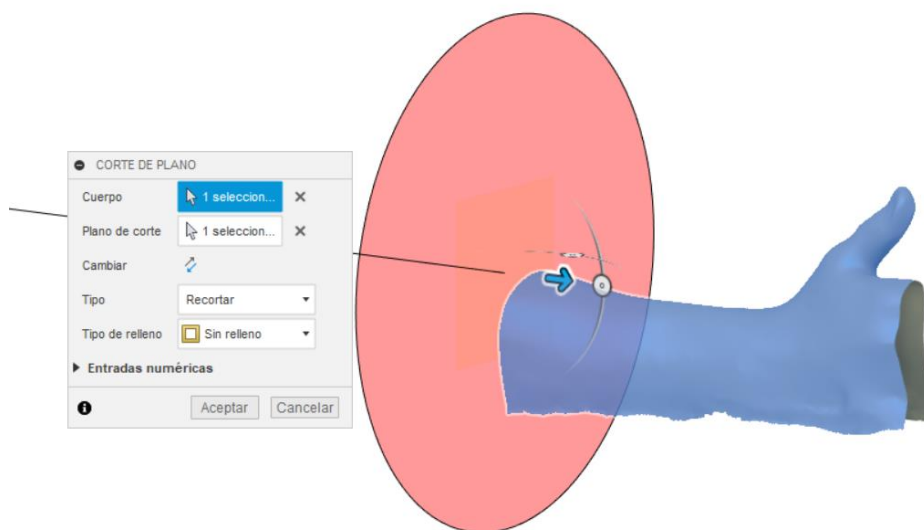 CORTE DE PLANO
Cuerpo 1 seleccion...
Plano de corte 1 seleccion...
Cambiar
Tipo Recortar
Tipo de relleno Sin relleno
Entradas numéricas
Aceptar Cancelar